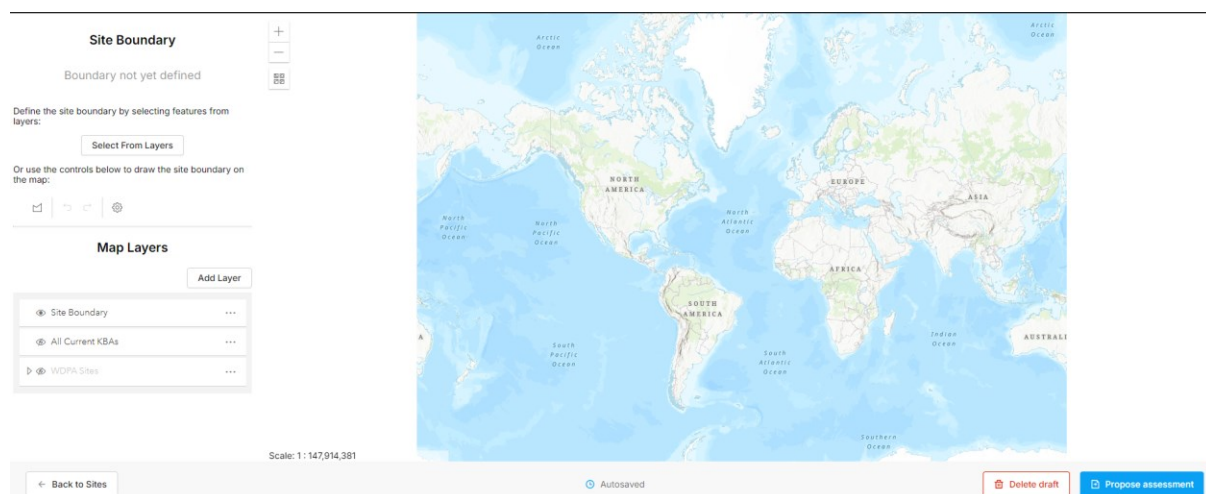 Site Boundary
Boundary not yet defined
Define the site boundary by selecting features from
layers:
Select From Layers
Or use the controls below to draw the site boundary on
the map:
Map Layers
Add Layer
Site Boundary
All Current KBAs
WDPA Sites
Arctic
Ocean
Arctic
Ocean
NORTH
AMERICA
EUROPE
ASIA
North
Pacific
Ocean
North
Pacific
Ocean
North
Atlantic
Ocean
AFRICA
SOUTH
AMERICA
A
South
Pacific
Ocean
South
Atlantic
Ocean
Indian
Ocean
AUSTRALI
Southern
Ocean
Scale: 1 : 147,914,381
← Back to Sites
Autosaved
Delete draft
Propose assessment